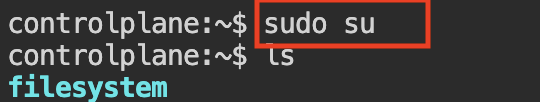 controlplane:~$ sudo su
controlplane:~$ ls
filesystem